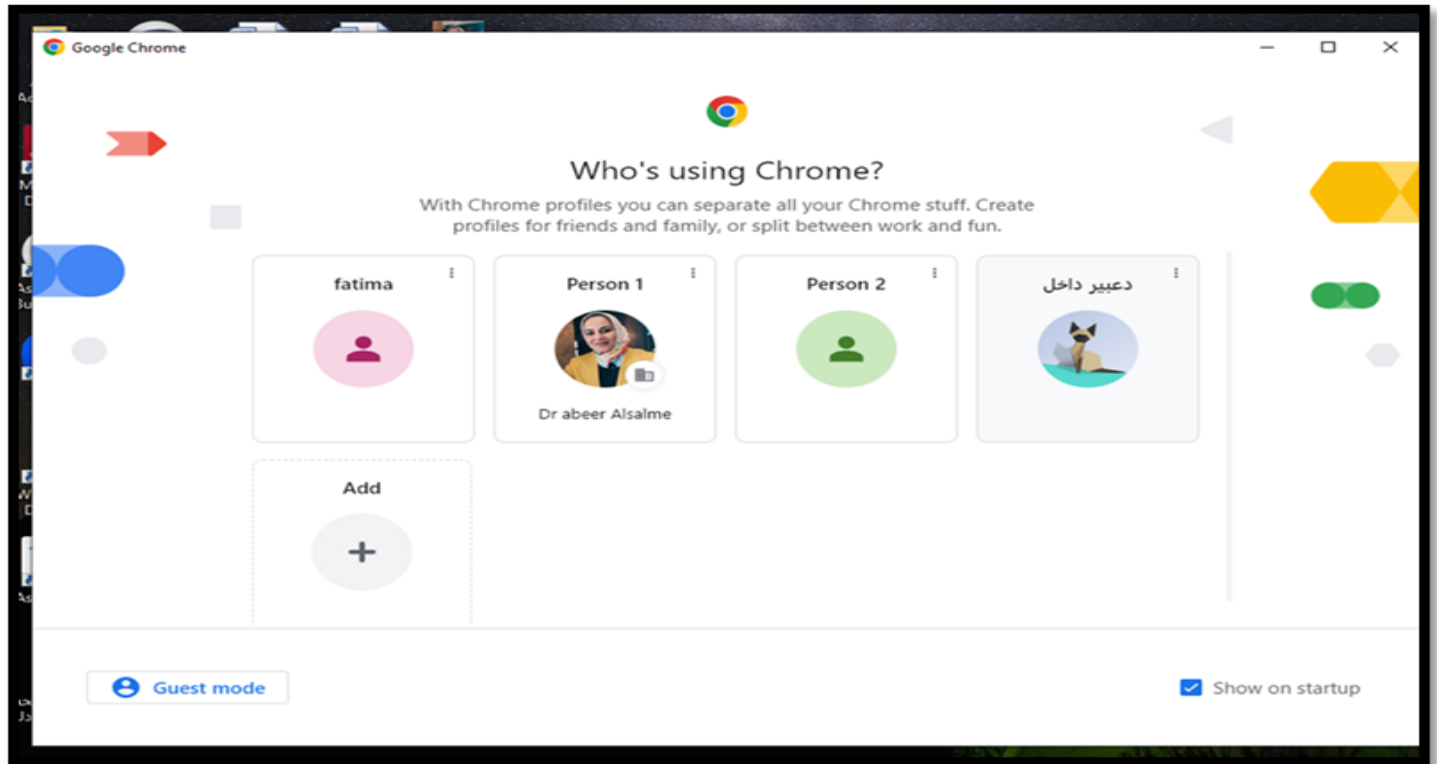 Google Chrome
Who's using Chrome?
With Chrome profiles you can separate all your Chrome stuff. Create
profiles for friends and family, or split between work and fun.
fatima
Person 1
Person 2
دعبير داخل
Dr abeer Alsalme
Add
Guest mode
Show on startup